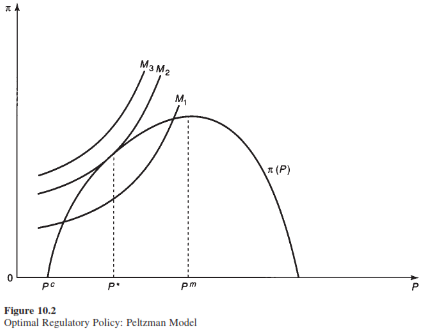 π
M3 M2
M1
π (P)
0
Pc
P*
Pm
P
Figure 10.2
Optimal Regulatory Policy: Peltzman Model